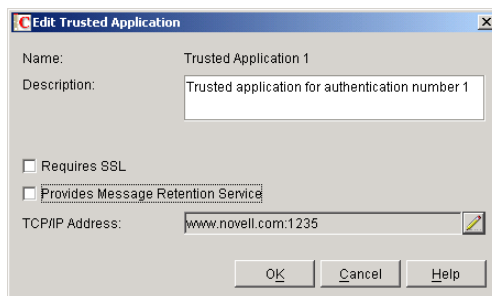 Edit Trusted Application
Name: Trusted Application 1
Description: Trusted application for authentication number 1
Requires SSL
Provides Message Retention Service
TCP/IP Address: www.novell.com:1235
OK Cancel Help